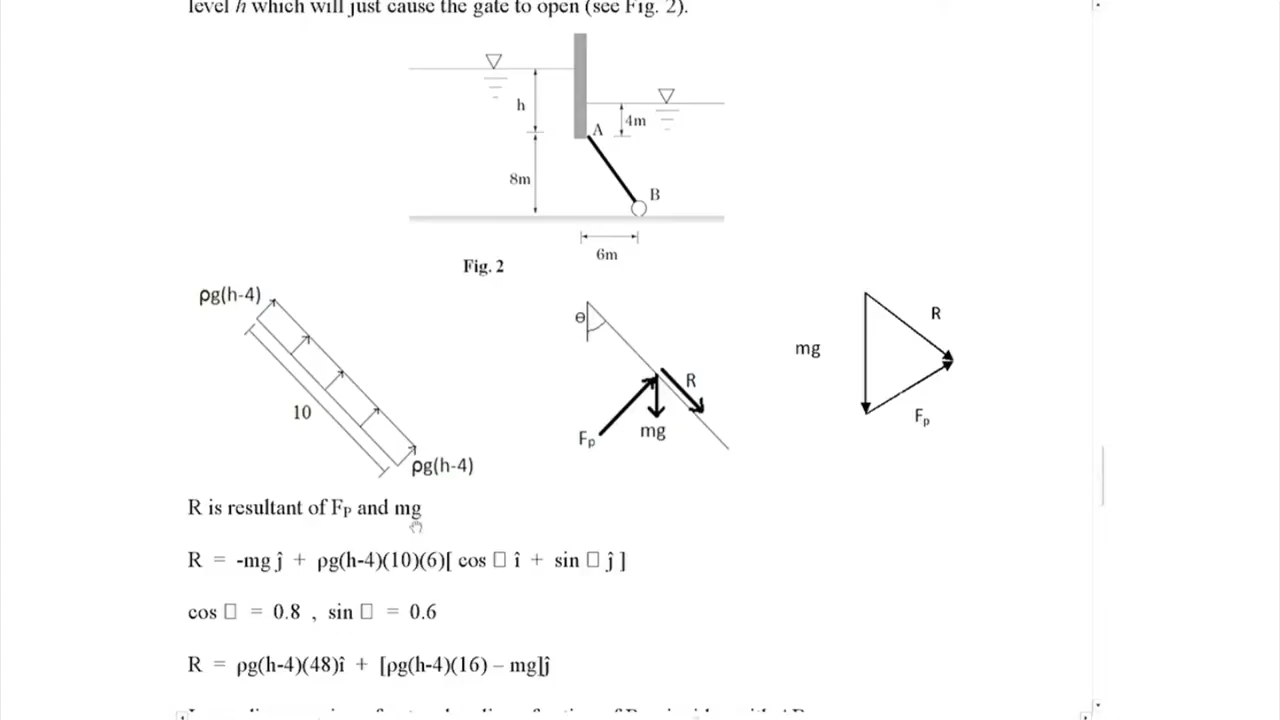 level h which will just cause the gate to open (see Fig. 2).
h
4m
A
8m
B
6m
Fig. 2
ρg(h-4)
10
ρg(h-4)
θ
R
Fp
mg
mg
R
Fp
R is resultant of FP and mg
R = -mg ĵ + ρg(h-4)(10)(6)[ cos □ î + sin □ ĵ ]
cos □ = 0.8 , sin □ = 0.6
R = ρg(h-4)(48)î + [ρg(h-4)(16) – mg]ĵ